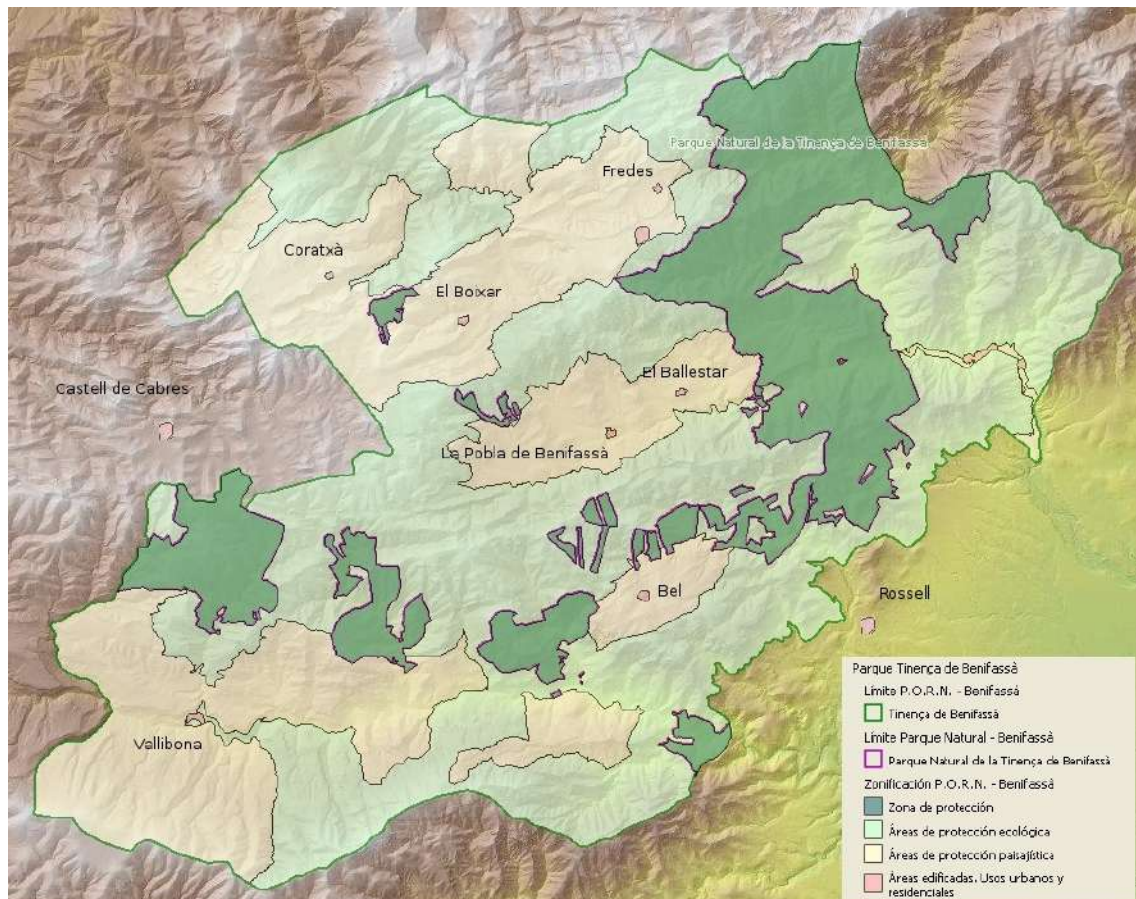 Parque Natural de la Tinença de Benifassà
Fredes
Coratxà
El Boixar
Castell de Cabres
El Ballestar
La Pobla de Benifassà
Bel
Rossell
Vallibona
Parque Tinença de Benifassà
Límite P.O.R.N. - Benifassà
Tinença de Benifassà
Límite Parque Natural - Benifassà
Parque Natural de la Tinença de Benifassà
Zonificación P.O.R.N. - Benifassà
Zona de protección
Áreas de protección ecológica
Áreas de protección paisajística
Áreas edificadas. Usos urbanos y
residenciales